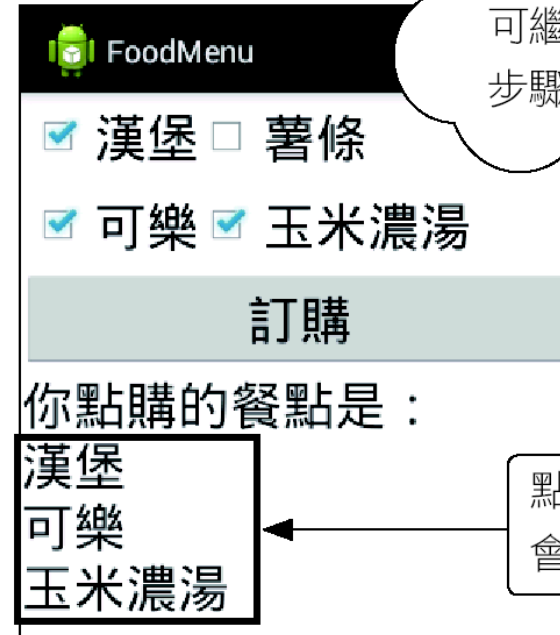 可繼
步驟
FoodMenu
漢堡 薯條
可樂 玉米濃湯
訂購
你點購的餐點是：
漢堡
可樂
玉米濃湯
點
會